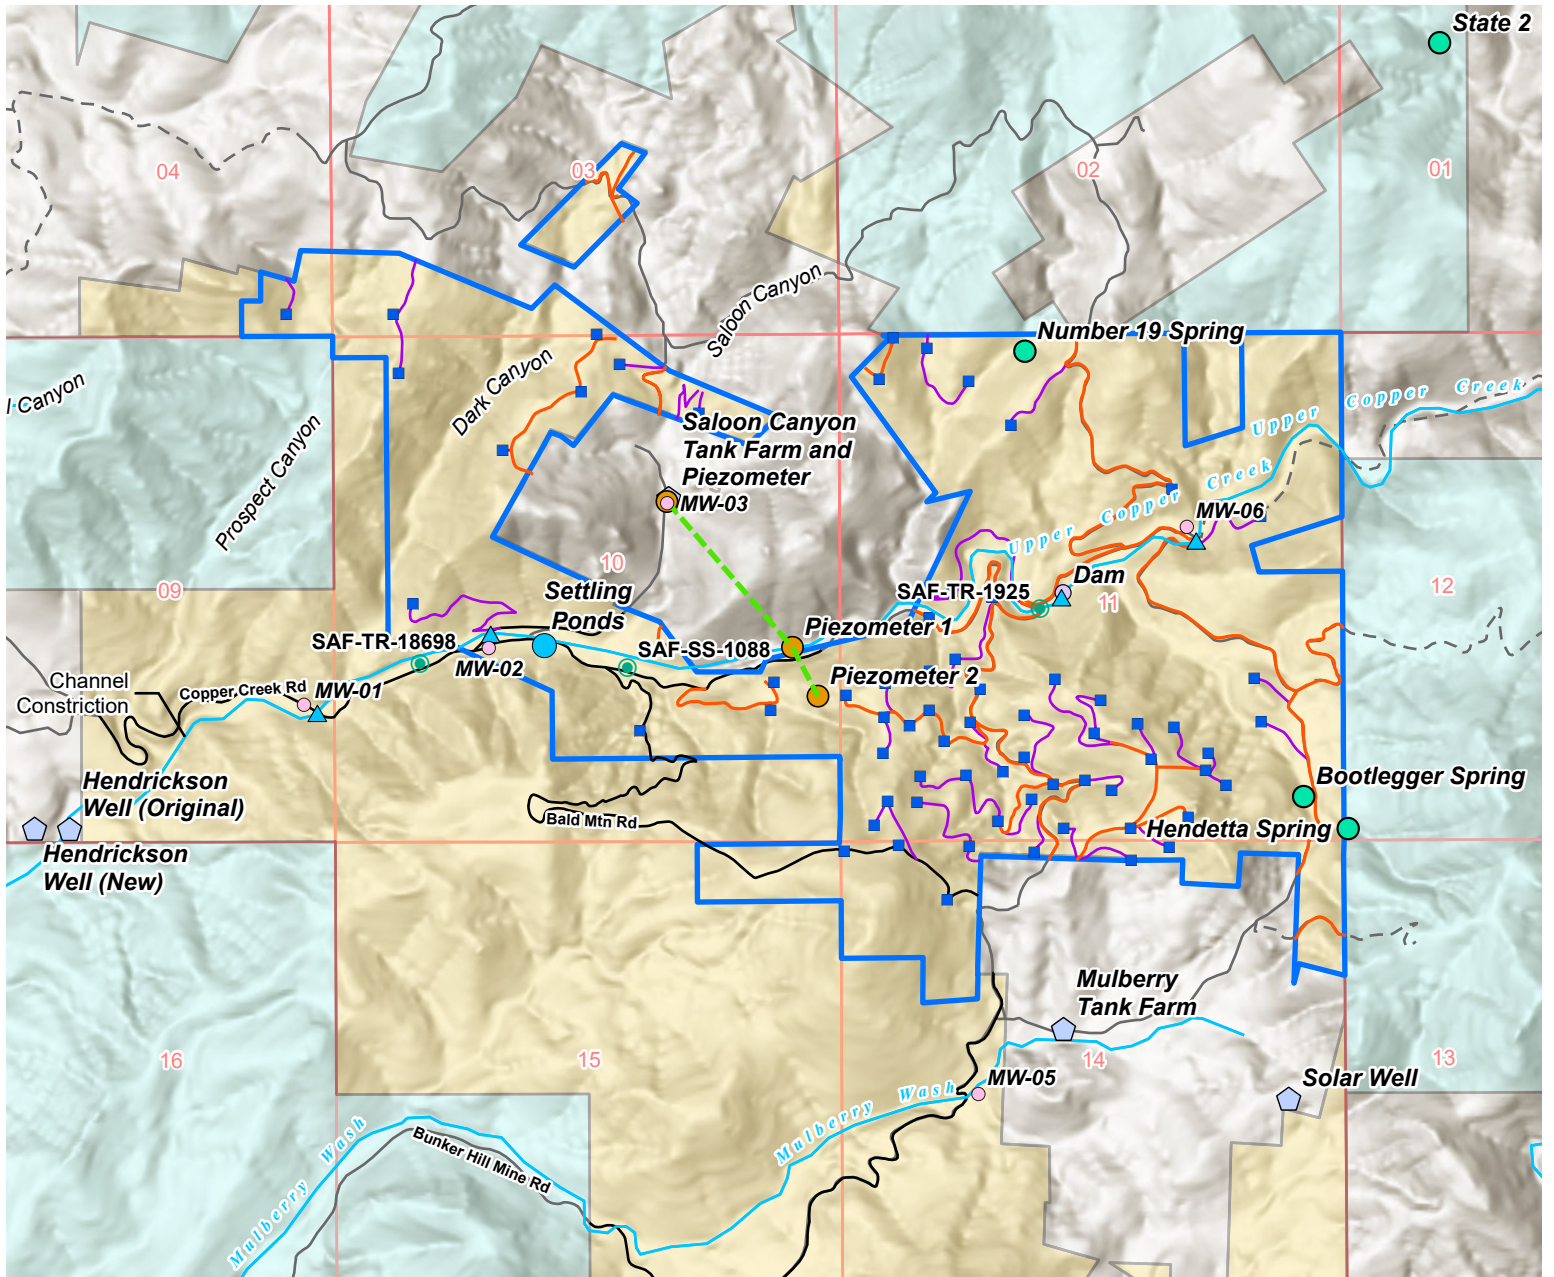 State 2
04
03
02
01
Saloon Canyon
Number 19 Spring
l Canyon
Dark Canyon
Upper Copper Creek
Prospect Canyon
Saloon Canyon
Tank Farm and
Piezometer
MW-03
Upper Copper Creek
MW-06
10
09
Settling
Ponds
SAF-TR-1925
Dam
11
12
SAF-TR-18698
MW-02
SAF-SS-1088
Piezometer 1
Piezometer 2
Channel
Constriction
Copper Creek Rd
MW-01
Hendrickson
Well (Original)
Bootlegger Spring
Bald Mtn Rd
Hendetta Spring
Hendrickson
Well (New)
Mulberry
Tank Farm
16
15
14
13
MW-05
Solar Well
Mulberry Wash
Mulberry Wash
Bunker Hill Mine Rd